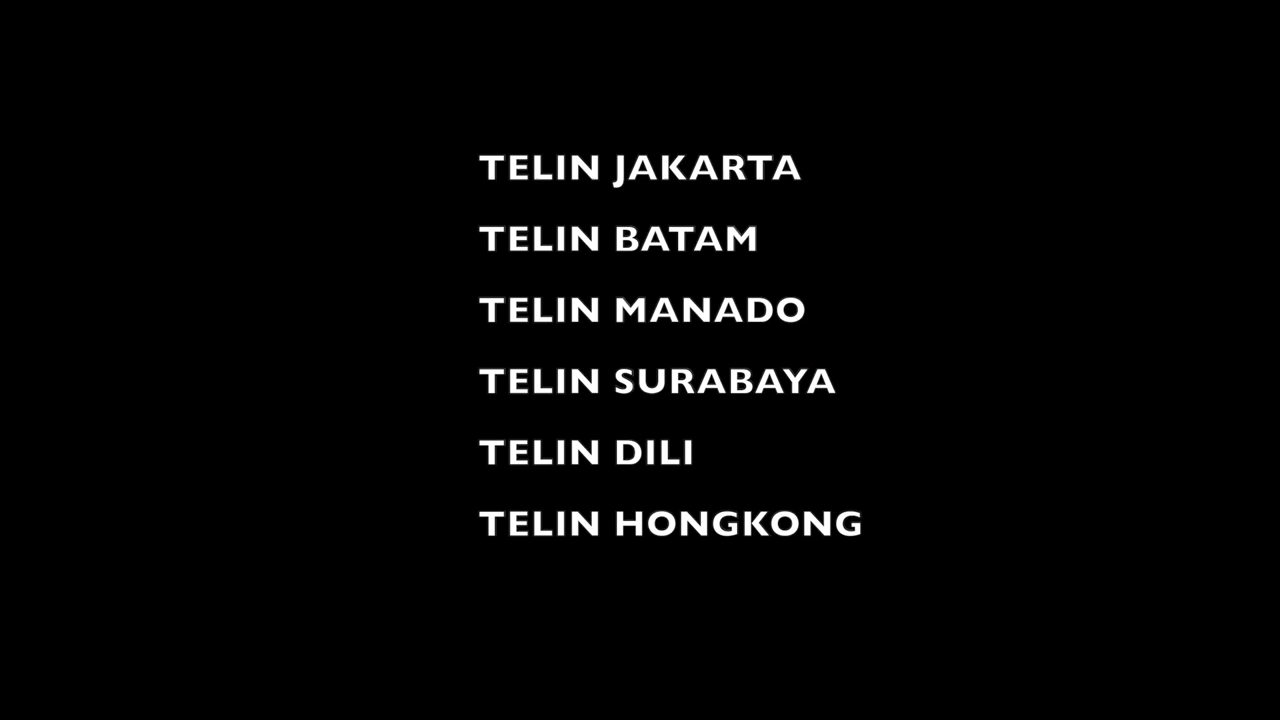 TELIN JAKARTA
TELIN BATAM
TELIN MANADO
TELIN SURABAYA
TELIN DILI
TELIN HONGKONG